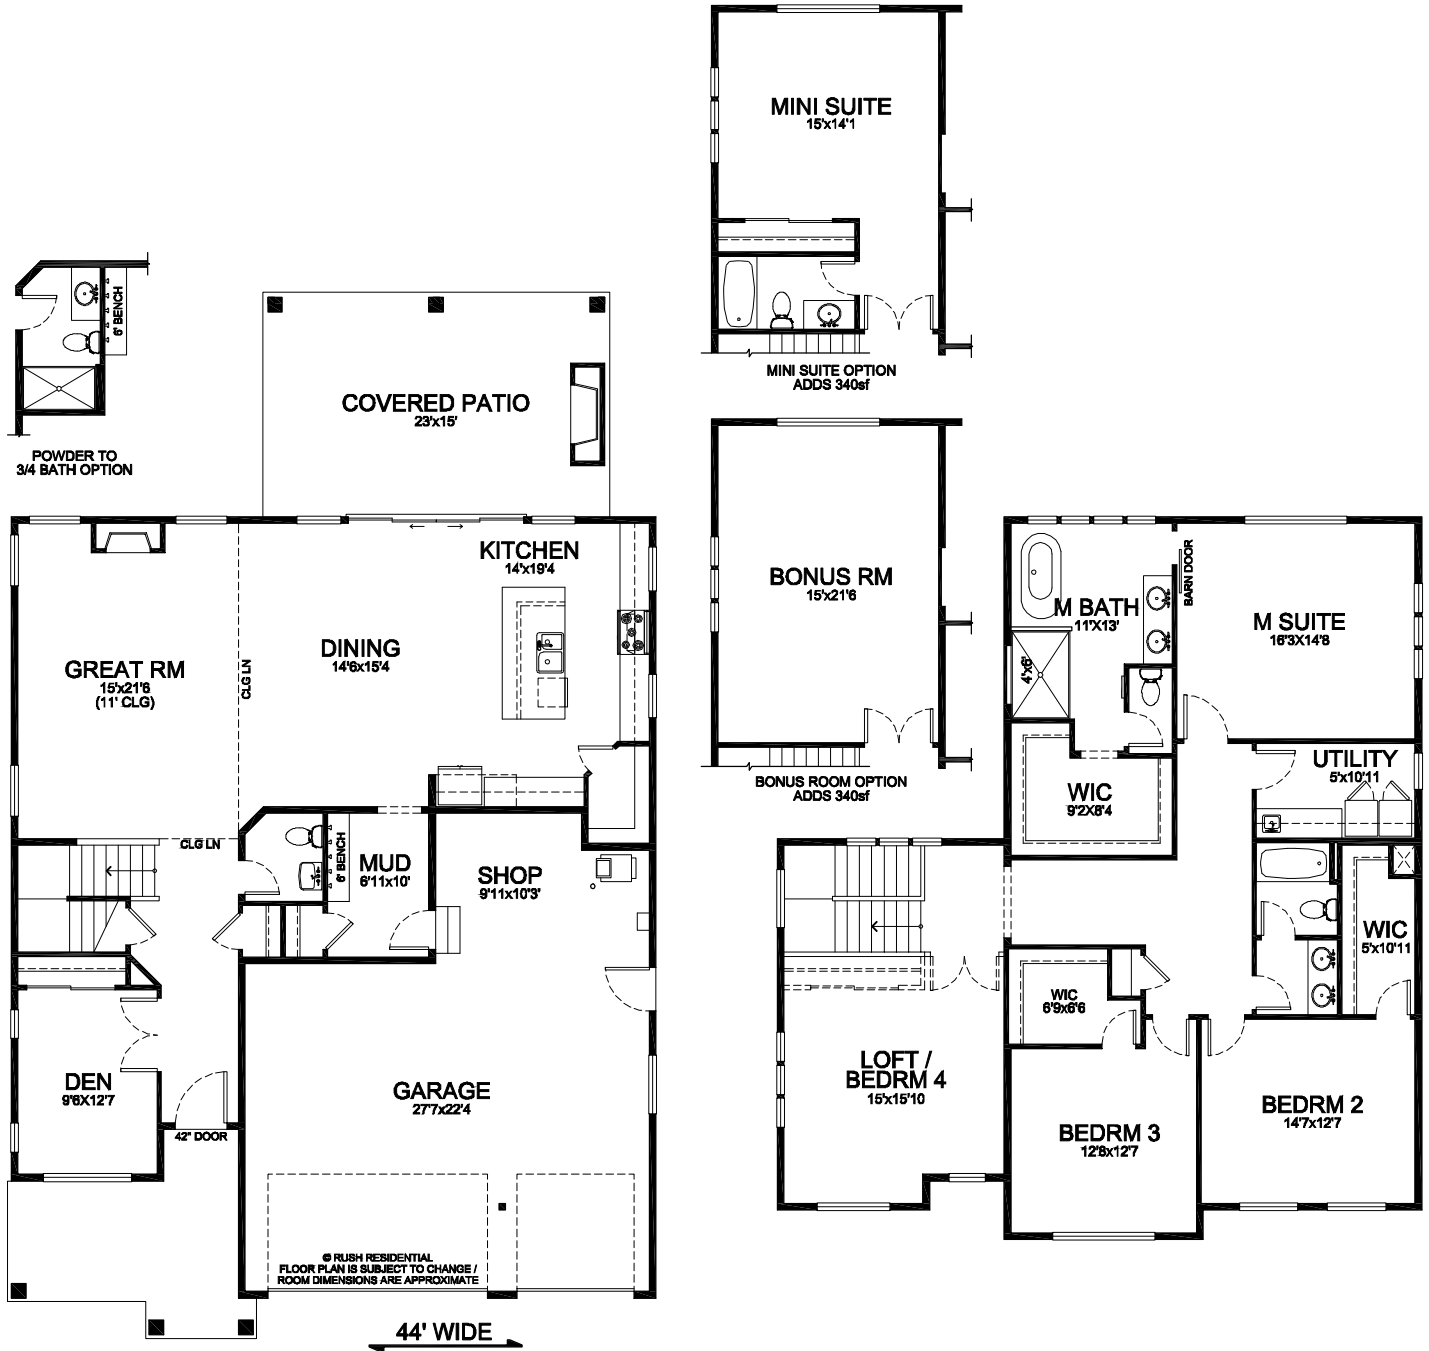 MINI SUITE
15'x14'1
MINI SUITE OPTION
ADDS 340sf
6' BENCH
POWDER TO
3/4 BATH OPTION
COVERED PATIO
23'x15'
BONUS RM
15'x21'6
BONUS ROOM OPTION
ADDS 340sf
KITCHEN
14'x19'4
DINING
14'6x15'4
GREAT RM
15'x21'6
(11' CLG)
CLG LN
CLG LN
6' BENCH
MUD
6'11x10'
SHOP
9'11x10'3'
DEN
9'6X12'7
42" DOOR
GARAGE
27'7x22'4
© RUSH RESIDENTIAL
FLOOR PLAN IS SUBJECT TO CHANGE /
ROOM DIMENSIONS ARE APPROXIMATE
44' WIDE
BARN DOOR
M BATH
11'X13'
4'x6'
M SUITE
16'3X14'8
WIC
9'2X8'4
UTILITY
5'x10'11
WIC
5'x10'11
WIC
6'9x6'6
LOFT /
BEDRM 4
15'x15'10
BEDRM 3
12'8x12'7
BEDRM 2
14'7x12'7